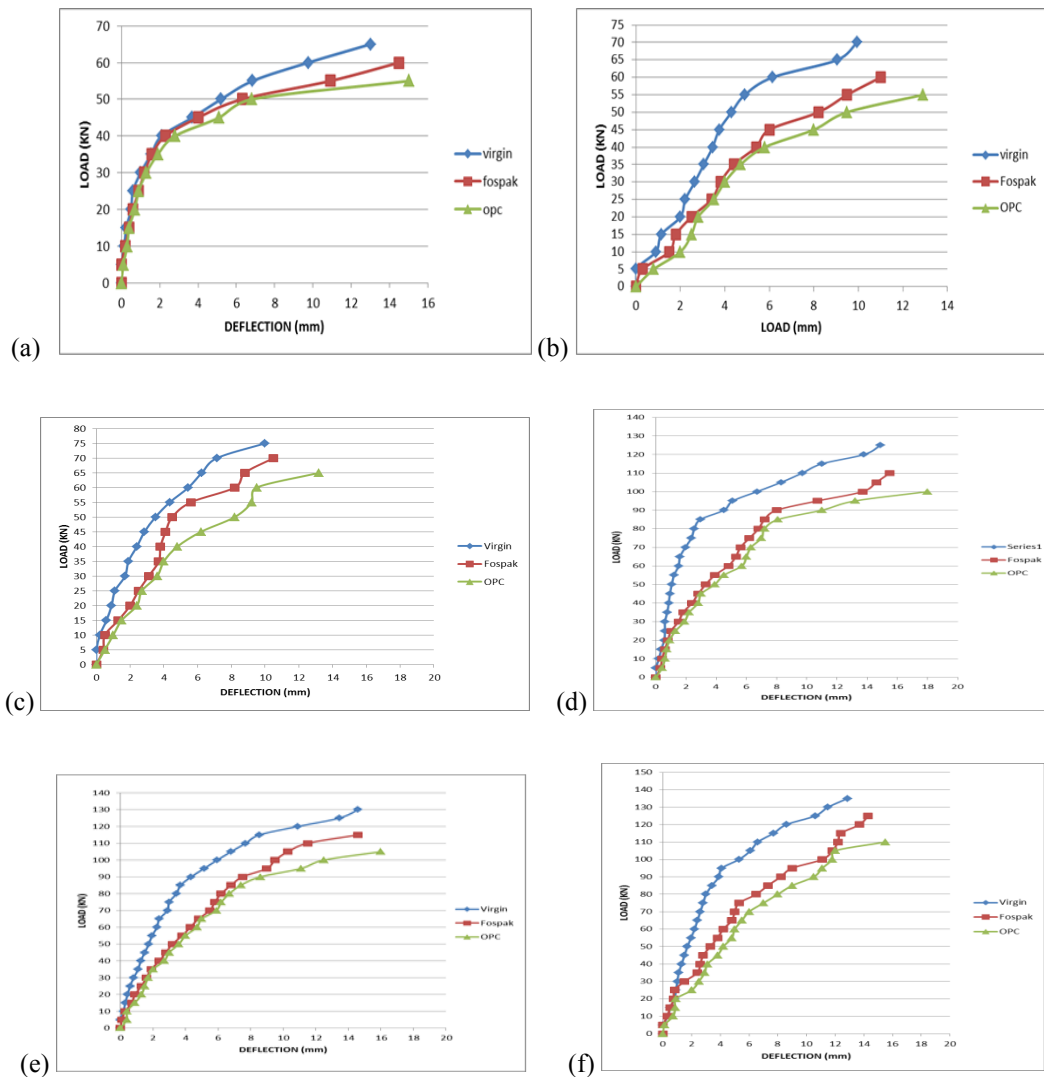 70
60
50
40
30
20
10
0
LOAD (KN)
0 2 4 6 8 10 12 14 16
DEFLECTION (mm)
virgin
fospak
opc
(a)
75
70
65
60
55
50
45
40
35
30
25
20
15
10
5
0
LOAD (KN)
0 2 4 6 8 10 12 14
LOAD (mm)
virgin
Fospak
OPC
(b)
80
75
70
65
60
55
50
45
40
35
30
25
20
15
10
5
0
LOAD (KN)
0 2 4 6 8 10 12 14 16 18 20
DEFLECTION (mm)
Virgin
Fospak
OPC
(c)
140
130
120
110
100
90
80
70
60
50
40
30
20
10
0
LOAD (KN)
0 2 4 6 8 10 12 14 16 18 20
DEFLECTION (mm)
Series1
Fospak
OPC
(d)
140
130
120
110
100
90
80
70
60
50
40
30
20
10
0
LOAD (KN)
0 2 4 6 8 10 12 14 16 18 20
DEFLECTION (mm)
Virgin
Fospak
OPC
(e)
150
140
130
120
110
100
90
80
70
60
50
40
30
20
10
0
LOAD (KN)
0 2 4 6 8 10 12 14 16 18 20
DEFLECTION (mm)
Virgin
Fospak
OPC
(f)